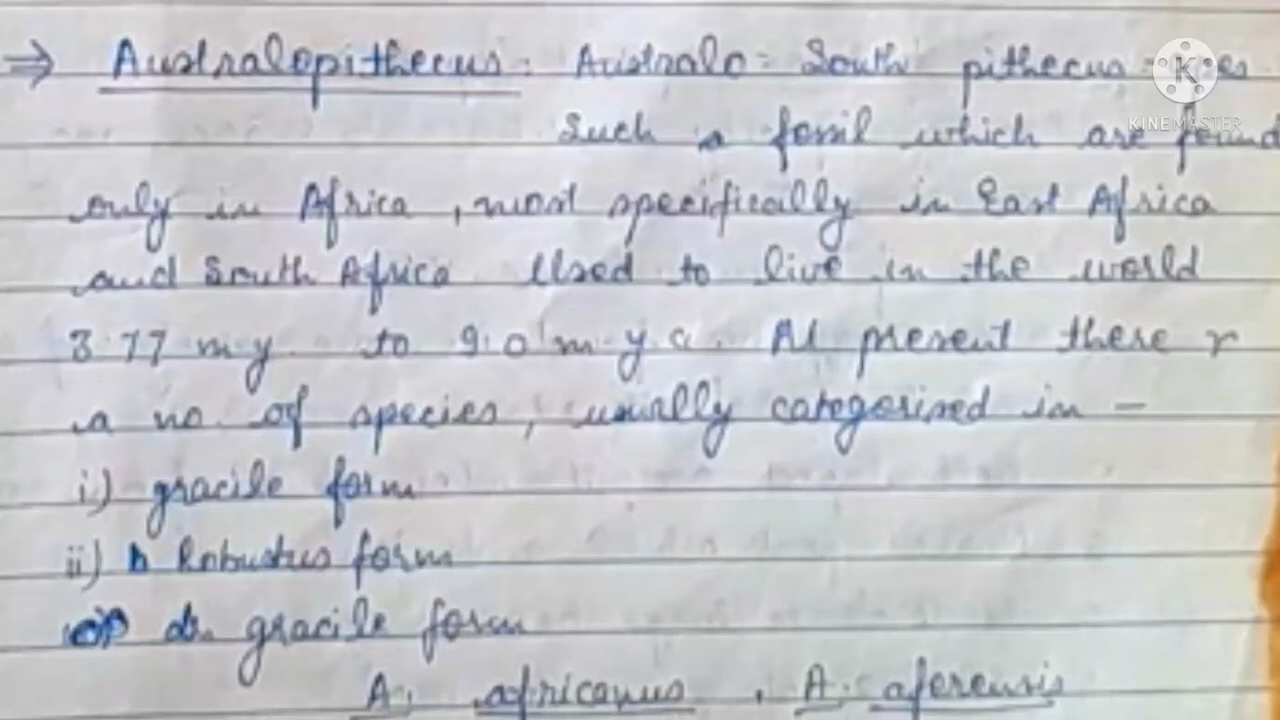 ⇒ Australopithecus : Australo = South pithecus =
Such a fossil which are found
only in Africa , most specifically in East Africa
and South Africa Used to live in the world
3.77 m.y. to 9.0 m.y.a. At present there r
a no. of species, usually categorised in –
i) gracile form
ii) Robustus form
gracile form
A. africanus , A. aferensis
KINEMASTER